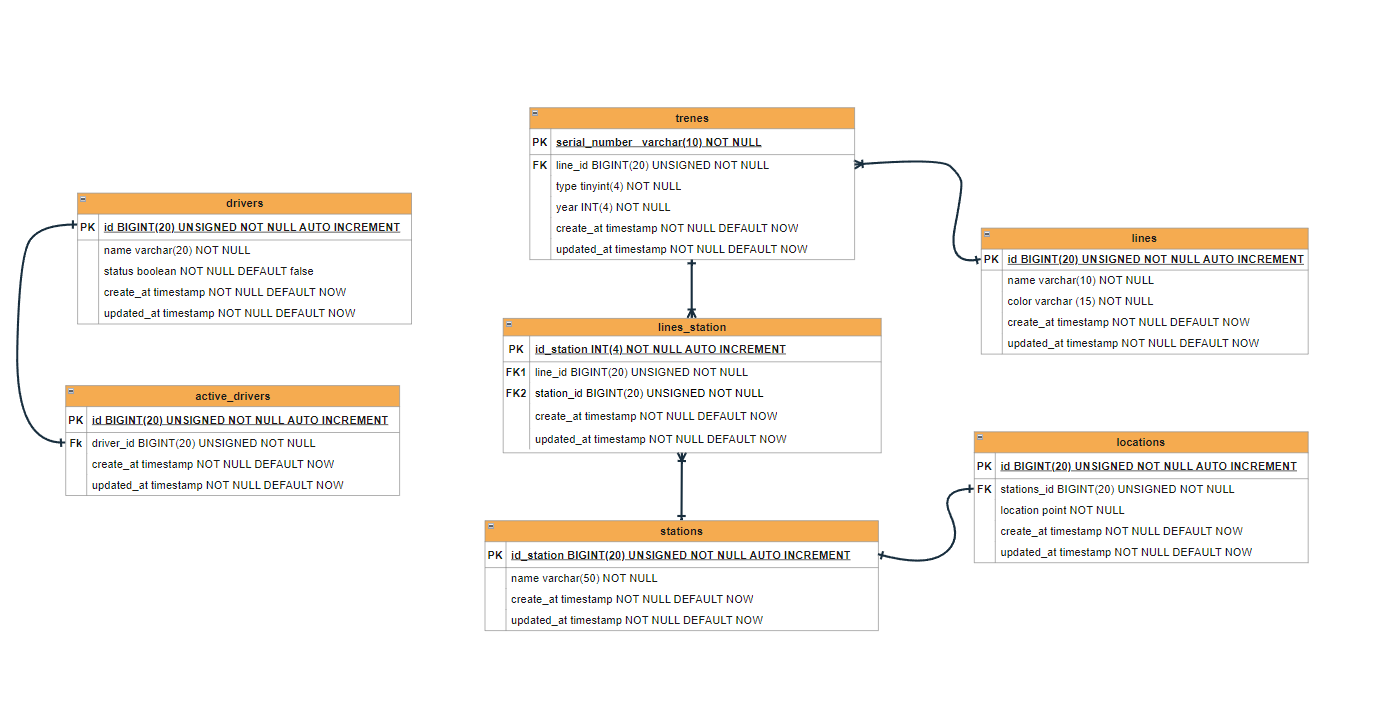 trenes
PK serial_number varchar(10) NOT NULL
FK line_id BIGINT(20) UNSIGNED NOT NULL
type tinyint(4) NOT NULL
year INT(4) NOT NULL
create_at timestamp NOT NULL DEFAULT NOW
updated_at timestamp NOT NULL DEFAULT NOW
drivers
PK id BIGINT(20) UNSIGNED NOT NULL AUTO INCREMENT
name varchar(20) NOT NULL
status boolean NOT NULL DEFAULT false
create_at timestamp NOT NULL DEFAULT NOW
updated_at timestamp NOT NULL DEFAULT NOW
lines
PK id BIGINT(20) UNSIGNED NOT NULL AUTO INCREMENT
name varchar(10) NOT NULL
color varchar (15) NOT NULL
create_at timestamp NOT NULL DEFAULT NOW
updated_at timestamp NOT NULL DEFAULT NOW
lines_station
PK id_station INT(4) NOT NULL AUTO INCREMENT
FK1 line_id BIGINT(20) UNSIGNED NOT NULL
FK2 station_id BIGINT(20) UNSIGNED NOT NULL
create_at timestamp NOT NULL DEFAULT NOW
updated_at timestamp NOT NULL DEFAULT NOW
active_drivers
PK id BIGINT(20) UNSIGNED NOT NULL AUTO INCREMENT
Fk driver_id BIGINT(20) UNSIGNED NOT NULL
create_at timestamp NOT NULL DEFAULT NOW
updated_at timestamp NOT NULL DEFAULT NOW
locations
PK id BIGINT(20) UNSIGNED NOT NULL AUTO INCREMENT
FK stations_id BIGINT(20) UNSIGNED NOT NULL
location point NOT NULL
create_at timestamp NOT NULL DEFAULT NOW
updated_at timestamp NOT NULL DEFAULT NOW
stations
PK id_station BIGINT(20) UNSIGNED NOT NULL AUTO INCREMENT
name varchar(50) NOT NULL
create_at timestamp NOT NULL DEFAULT NOW
updated_at timestamp NOT NULL DEFAULT NOW